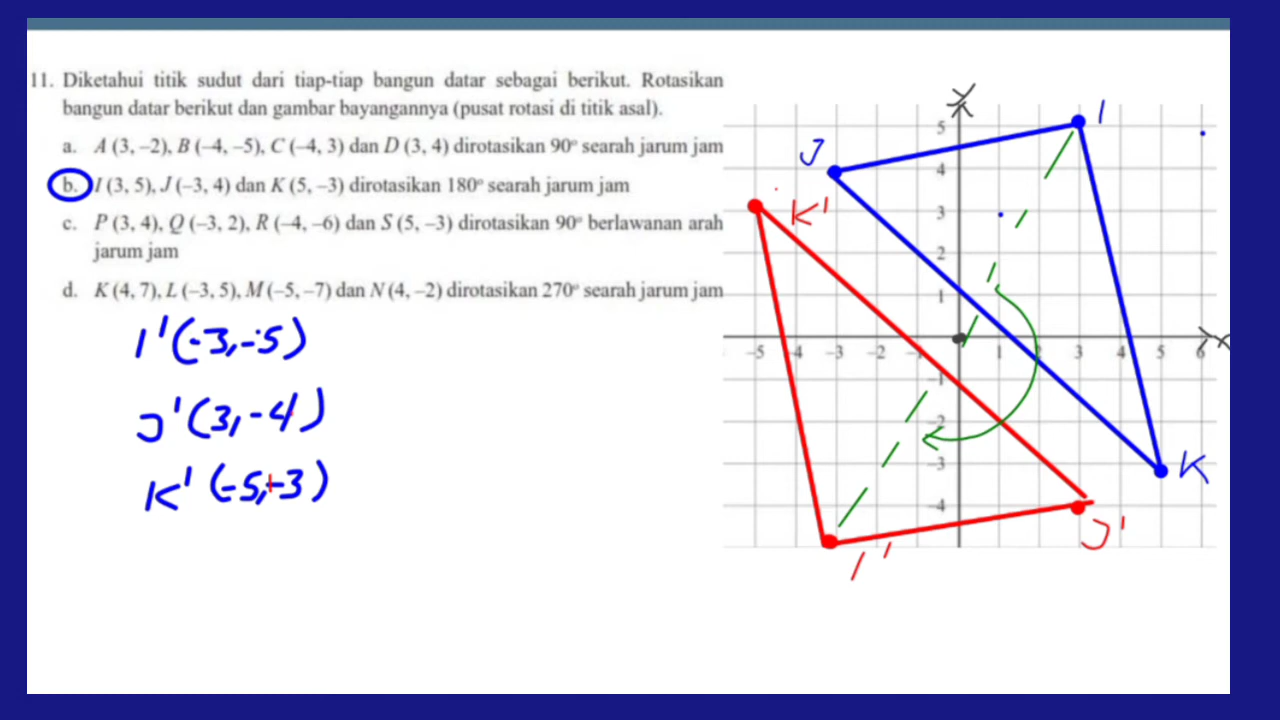 11. Diketahui titik sudut dari tiap-tiap bangun datar sebagai berikut. Rotasikan
bangun datar berikut dan gambar bayangannya (pusat rotasi di titik asal).
a. A (3, –2), B (–4, –5), C (–4, 3) dan D (3, 4) dirotasikan 90° searah jarum jam
b. I (3, 5), J (–3, 4) dan K (5, –3) dirotasikan 180° searah jarum jam
c. P (3, 4), Q (–3, 2), R (–4, –6) dan S (5, –3) dirotasikan 90° berlawanan arah
jarum jam
d. K (4, 7), L (–3, 5), M (–5, –7) dan N (4, –2) dirotasikan 270° searah jarum jam
I'(-3,-5)
J'(3,-4)
K'(-5,+3)
y
I
5
J
4
K'
3
2
1
-5 -4 -3 -2 1 2 3 4 5 6 x
-1
-2
-3
K
-4
J'
I'